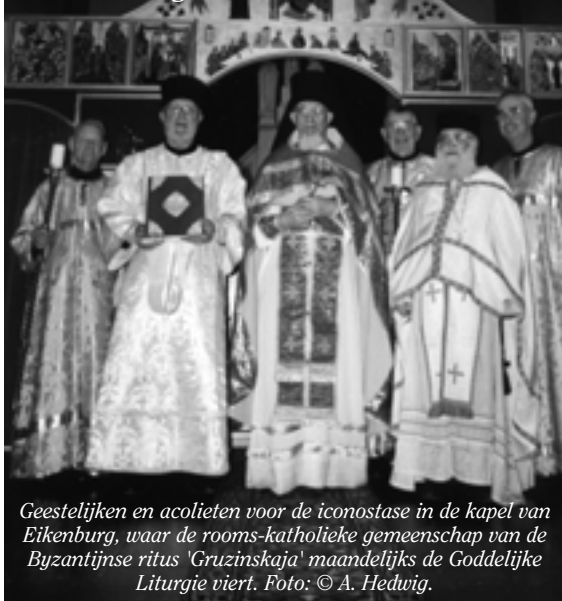 Geestelijken en acolieten voor de iconostase in de kapel van
Eikenburg, waar de rooms-katholieke gemeenschap van de
Byzantijnse ritus 'Gruzinskaja' maandelijks de Goddelijke
Liturgie viert. Foto: © A. Hedwig.